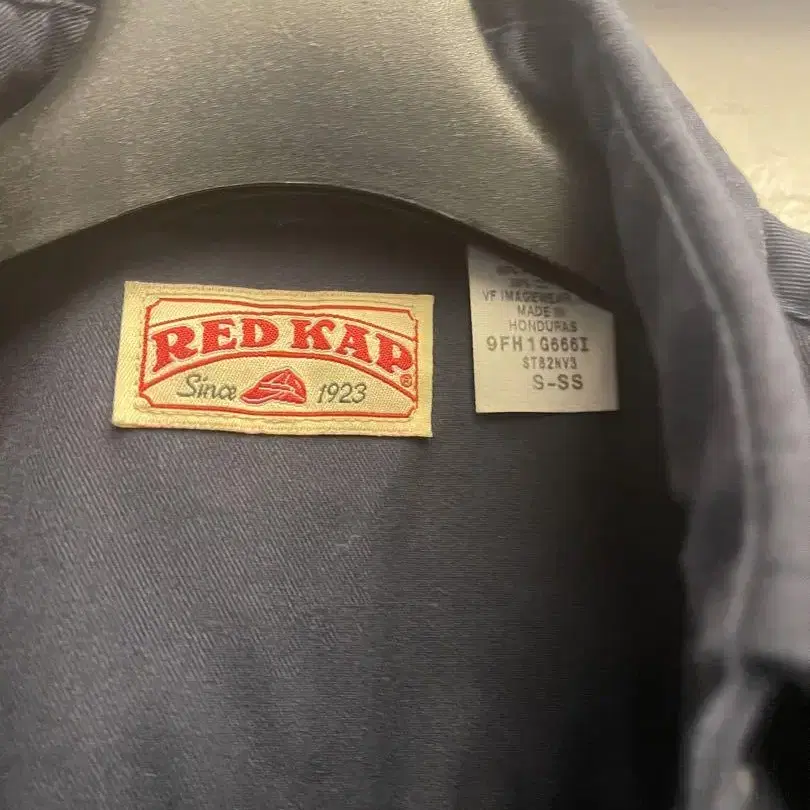 RED KAP®
Since 1923
VF IMAGEWEAR
MADE IN
HONDURAS
9FH1G666I
ST82NV3
S-SS